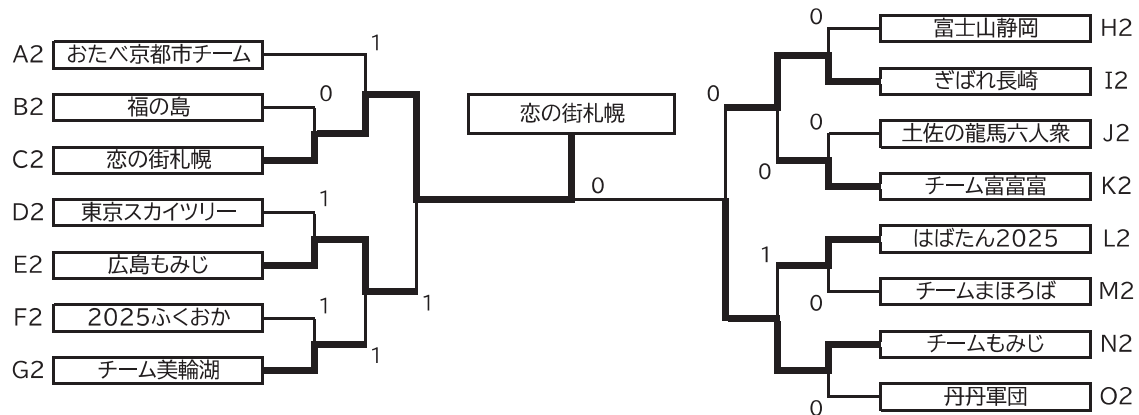 A2 おたべ京都市チーム
1
B2 福の島
0
C2 恋の街札幌
D2 東京スカイツリー
1
E2 広島もみじ
F2 2025ふくおか
1
G2 チーム美輪湖
1
1
恋の街札幌
0
0
富士山静岡 H2
ぎばれ長崎 I2
0
0
土佐の龍馬六人衆 J2
0
チーム富富富 K2
はばたん2025 L2
1
0
チームまほろば M2
チームもみじ N2
0
丹丹軍団 O2